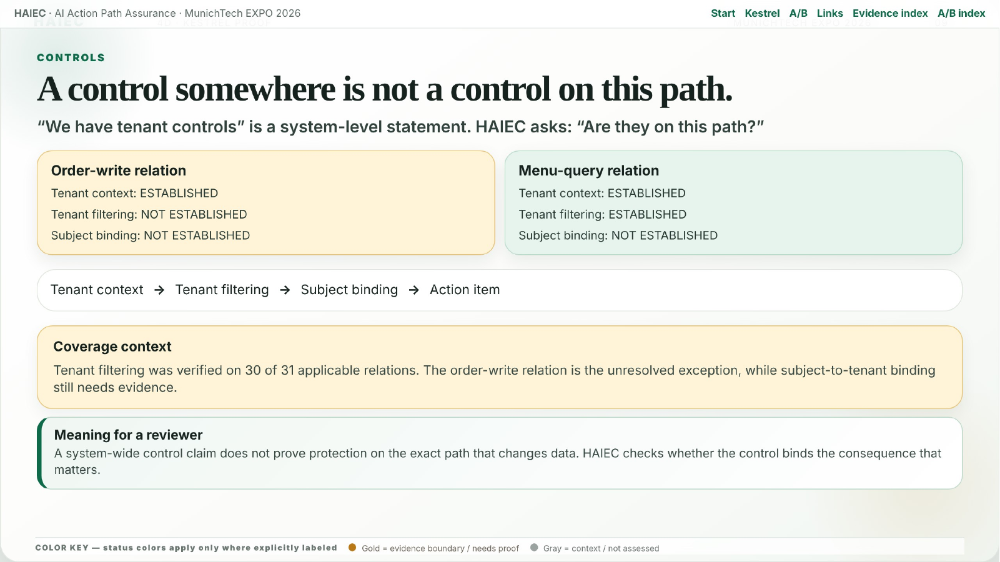 HAIEC · AI Action Path Assurance · MunichTech EXPO 2026
Start Kestrel A/B Links Evidence index A/B index
HAIEC 4D · KESTREL PROOF MUNICHTECH EXPO 2026
CONTROLS
A control somewhere is not a control on this path.
“We have tenant controls” is a system-level statement. HAIEC asks: “Are they on this path?”
Order-write relation
Tenant context: ESTABLISHED
Tenant filtering: NOT ESTABLISHED
Subject binding: NOT ESTABLISHED
Menu-query relation
Tenant context: ESTABLISHED
Tenant filtering: ESTABLISHED
Subject binding: NOT ESTABLISHED
Tenant context → Tenant filtering → Subject binding → Action item
Coverage context
Tenant filtering was verified on 30 of 31 applicable relations. The order-write relation is the unresolved exception, while subject-to-tenant binding
still needs evidence.
Meaning for a reviewer
A system-wide control claim does not prove protection on the exact path that changes data. HAIEC checks whether the control binds the consequence that
matters.
COLOR KEY — status colors apply only where explicitly labeled Gold = evidence boundary / needs proof Gray = context / not assessed